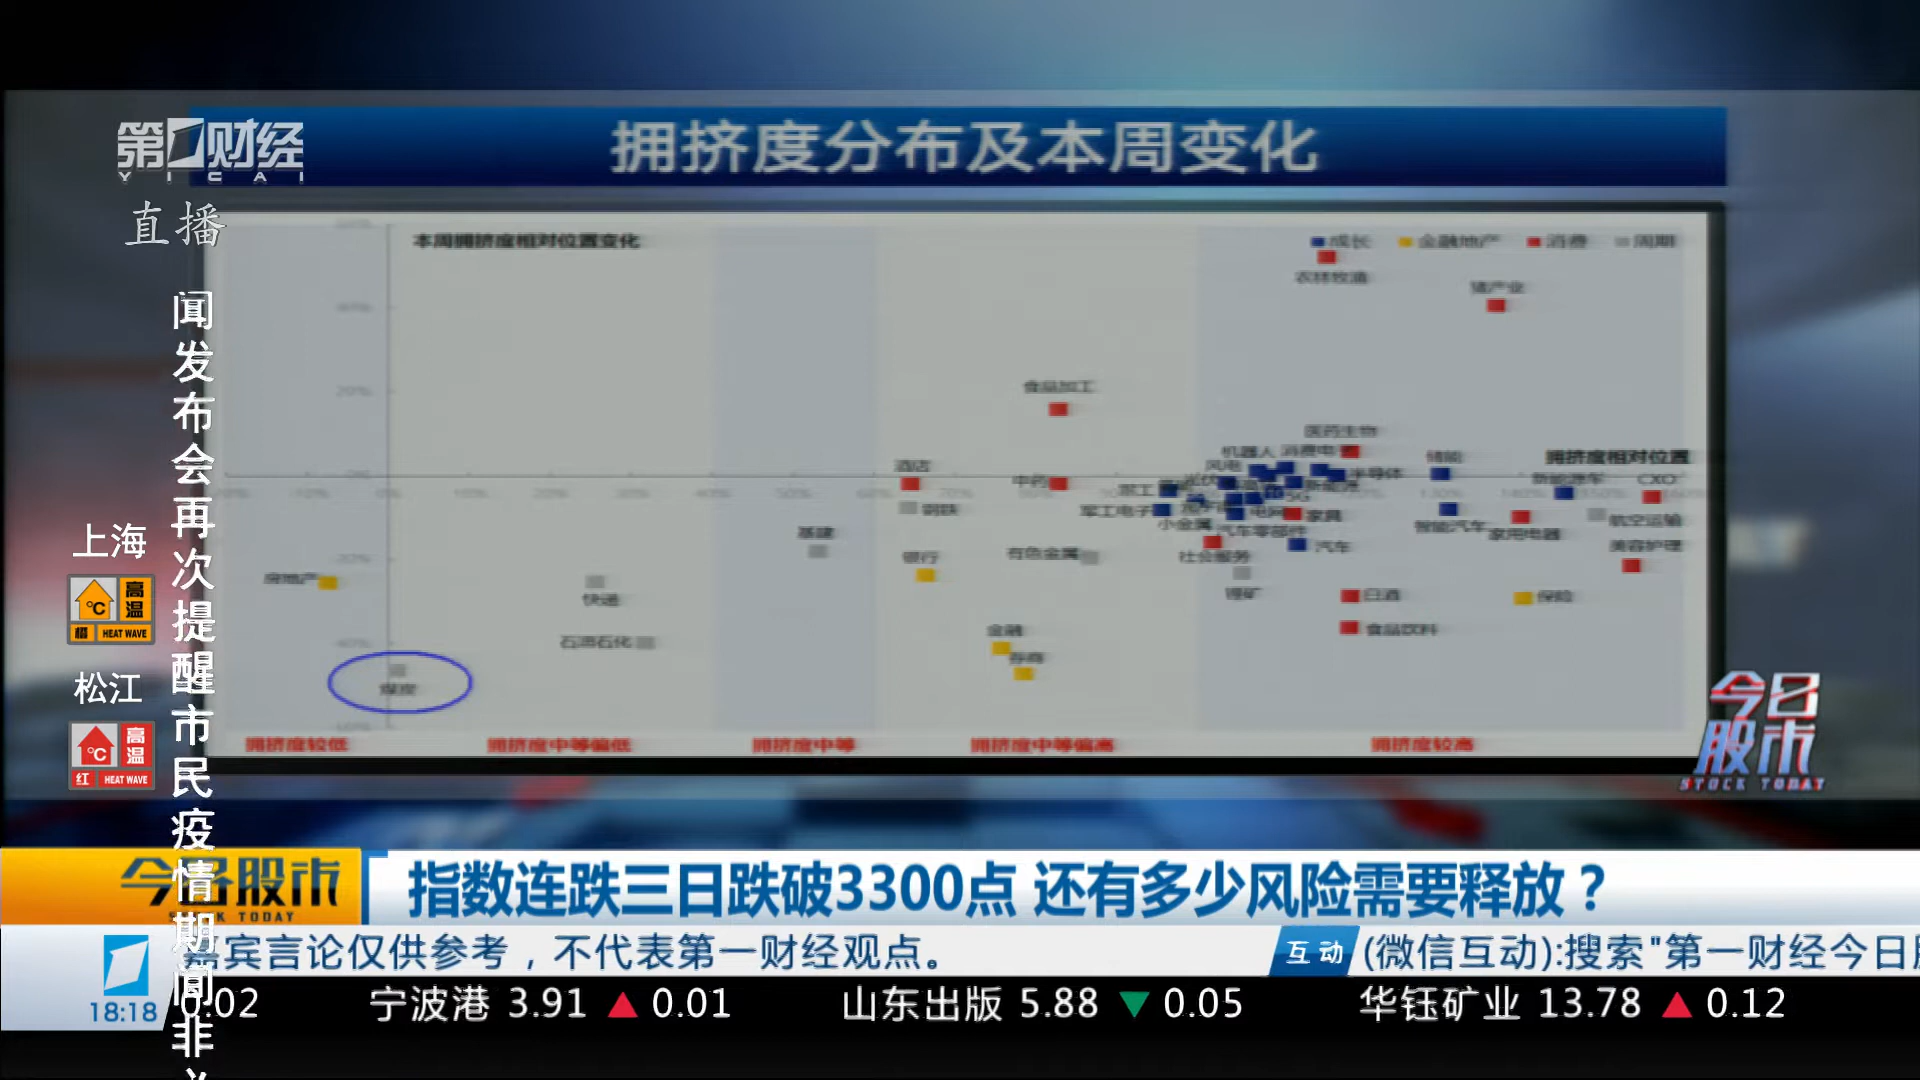 第一财经
YICAI
直播
拥挤度分布及本周变化
本周拥挤度相对位置变化
成长
金融地产
消费
周期
农林牧渔
猪产业
食品加工
医药生物
机器人
消费电子
风电
半导体
储能
拥挤度相对位置
酒店
中药
钢铁
军工
军工电子
小金属
5G
家具
新能源车
CXO
智能汽车
家用电器
航空运输
美容护理
基建
银行
有色金属
汽车零部件
社会服务
汽车
锂矿
房地产
快递
石油石化
煤炭
金融
券商
白酒
食品饮料
保险
拥挤度较低
拥挤度中等偏低
拥挤度中等
拥挤度中等偏高
拥挤度较高
闻发布会再次提醒市民疫情期间非
上海
℃ 高温
橙 HEAT WAVE
松江
℃ 高温
红 HEAT WAVE
今日股市
STOCK TODAY
今日股市
指数连跌三日跌破3300点 还有多少风险需要释放？
嘉宾言论仅供参考，不代表第一财经观点。
互动
(微信互动):搜索"第一财经今日
18:18
0.02 宁波港 3.91 ▲ 0.01 山东出版 5.88 ▼ 0.05 华钰矿业 13.78 ▲ 0.12